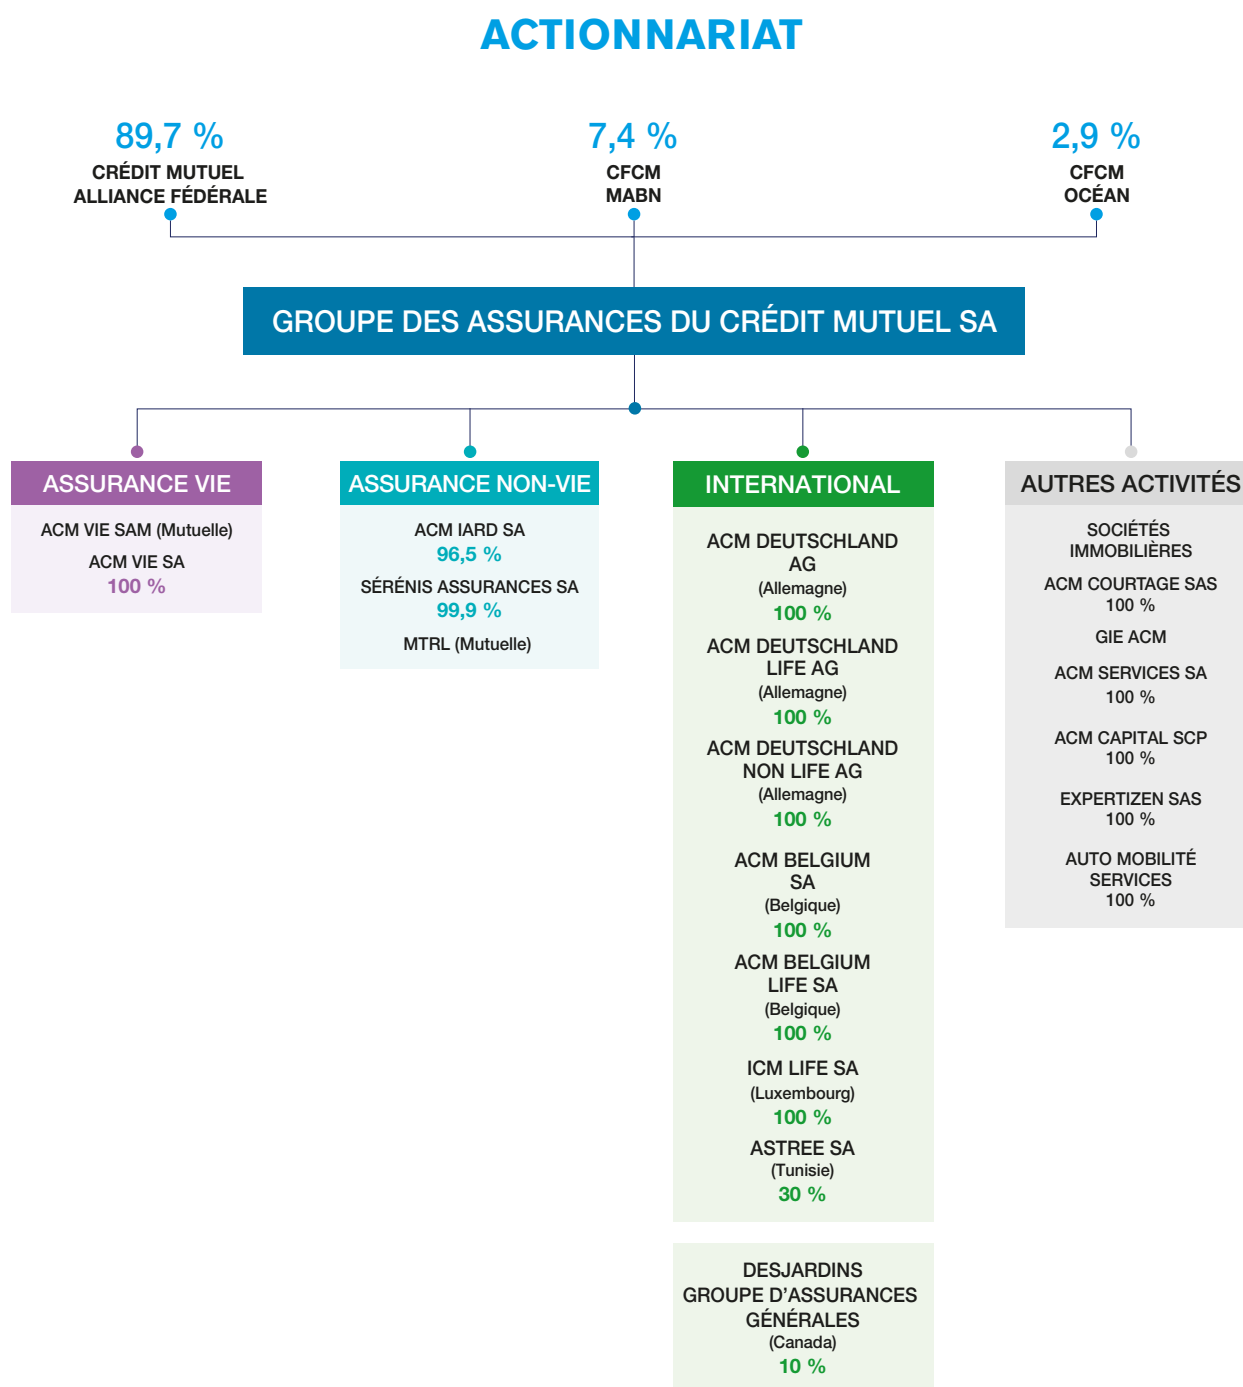 ACTIONNARIAT
89,7 %
CRÉDIT MUTUEL
ALLIANCE FÉDÉRALE
7,4 %
CFCM
MABN
2,9 %
CFCM
OCÉAN
GROUPE DES ASSURANCES DU CRÉDIT MUTUEL SA
ASSURANCE VIE
ACM VIE SAM (Mutuelle)
ACM VIE SA
100 %
ASSURANCE NON-VIE
ACM IARD SA
96,5 %
SÉRÉNIS ASSURANCES SA
99,9 %
MTRL (Mutuelle)
INTERNATIONAL
ACM DEUTSCHLAND
AG
(Allemagne)
100 %
ACM DEUTSCHLAND
LIFE AG
(Allemagne)
100 %
ACM DEUTSCHLAND
NON LIFE AG
(Allemagne)
100 %
ACM BELGIUM
SA
(Belgique)
100 %
ACM BELGIUM
LIFE SA
(Belgique)
100 %
ICM LIFE SA
(Luxembourg)
100 %
ASTREE SA
(Tunisie)
30 %
DESJARDINS
GROUPE D’ASSURANCES
GÉNÉRALES
(Canada)
10 %
AUTRES ACTIVITÉS
SOCIÉTÉS
IMMOBILIÈRES
ACM COURTAGE SAS
100 %
GIE ACM
ACM SERVICES SA
100 %
ACM CAPITAL SCP
100 %
EXPERTIZEN SAS
100 %
AUTO MOBILITÉ
SERVICES
100 %